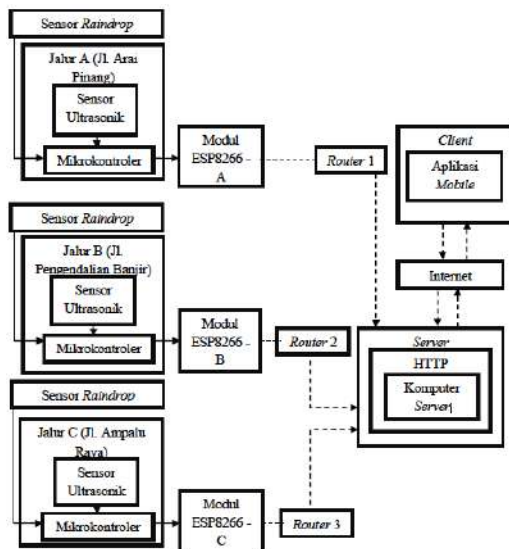 Sensor Raindrop
Jalur A (Jl. Arai
Pinang)
Sensor
Ultrasonik
Mikrokontroler
Modul
ESP8266 -
A
Router 1
Client
Aplikasi
Mobile
Internet
Sensor Raindrop
Jalur B (Jl.
Pengendalian Banjir)
Sensor
Ultrasonik
Mikrokontroler
Modul
ESP8266 -
B
Router 2
Server
HTTP
Komputer
Server
Sensor Raindrop
Jalur C (Jl. Ampalu
Raya)
Sensor
Ultrasonik
Mikrokontroler
Modul
ESP8266 -
C
Router 3